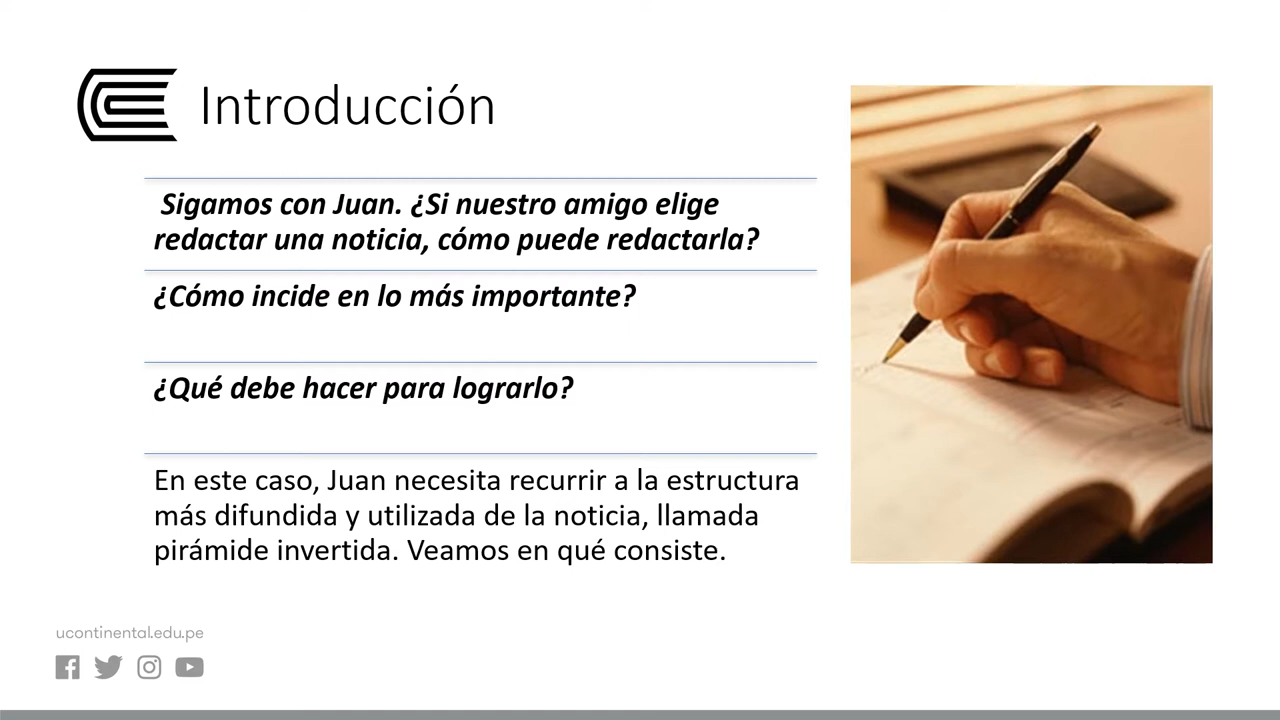 Introducción
Sigamos con Juan. ¿Si nuestro amigo elige
redactar una noticia, cómo puede redactarla?
¿Cómo incide en lo más importante?
¿Qué debe hacer para lograrlo?
En este caso, Juan necesita recurrir a la estructura
más difundida y utilizada de la noticia, llamada
pirámide invertida. Veamos en qué consiste.
ucontinental.edu.pe